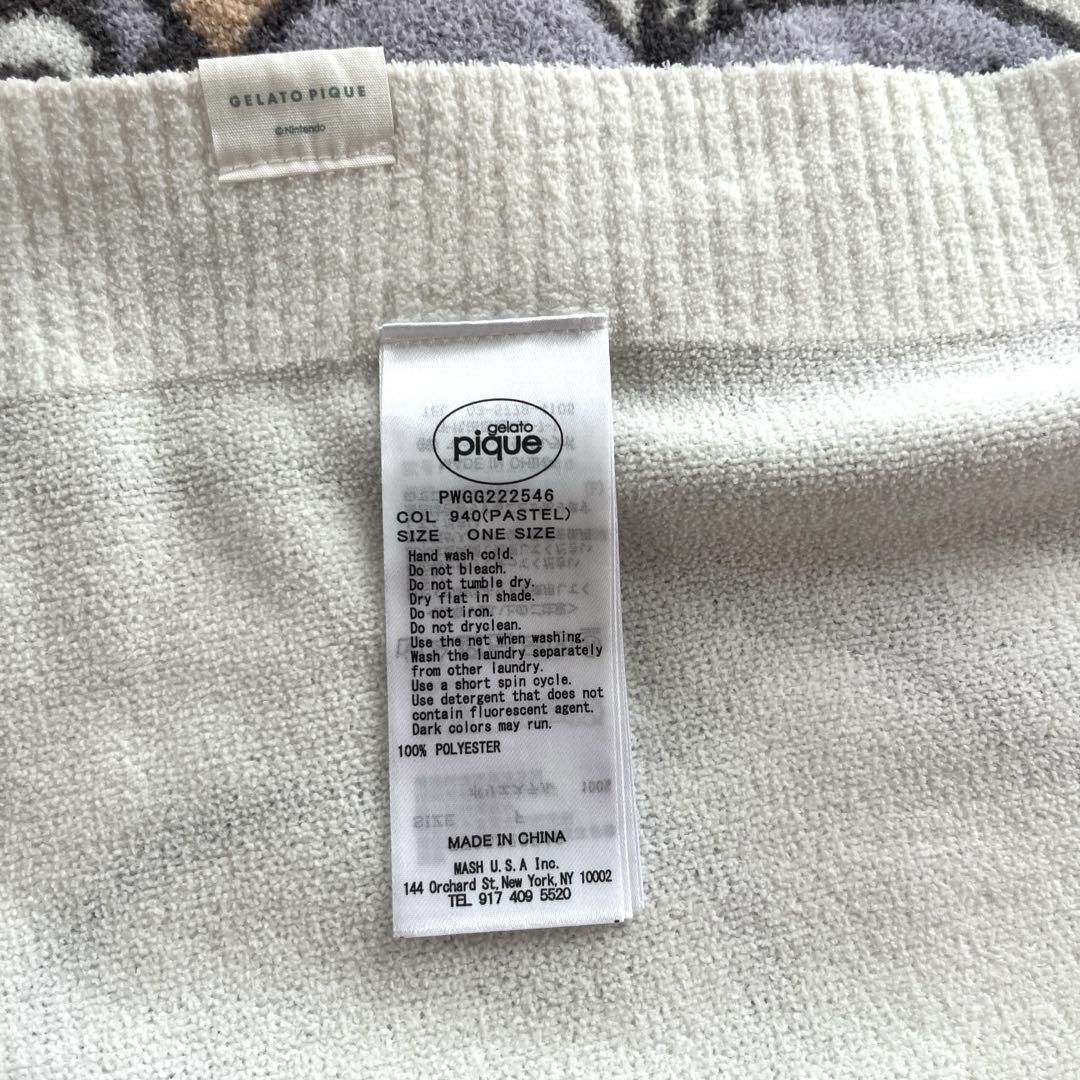 GELATO PIQUE
©Nintendo
gelato
pique
PWGG222546
COL 940(PASTEL)
SIZE ONE SIZE
Hand wash cold.
Do not bleach.
Do not tumble dry.
Dry flat in shade.
Do not iron.
Do not dryclean.
Use the net when washing.
Wash the laundry separately
from other laundry.
Use a short spin cycle.
Use detergent that does not
contain fluorescent agent.
Dark colors may run.
100% POLYESTER
MADE IN CHINA
MASH U.S.A Inc.
144 Orchard St,New York,NY 10002
TEL 917 409 5520